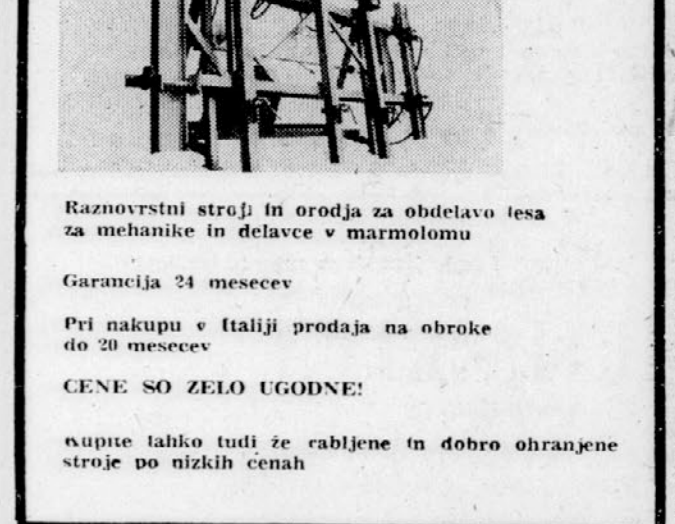 Raznovrstni stroji in orodja za obdelavo lesa
za mehanike in delavce v marmolomu
Garancija 24 mesecev
Pri nakupu v Italiji prodaja na obroke
do 20 mesecev
CENE SO ZELO UGODNE!
Kupite lahko tudi že rabljene in dobro ohranjene
stroje po nizkih cenah